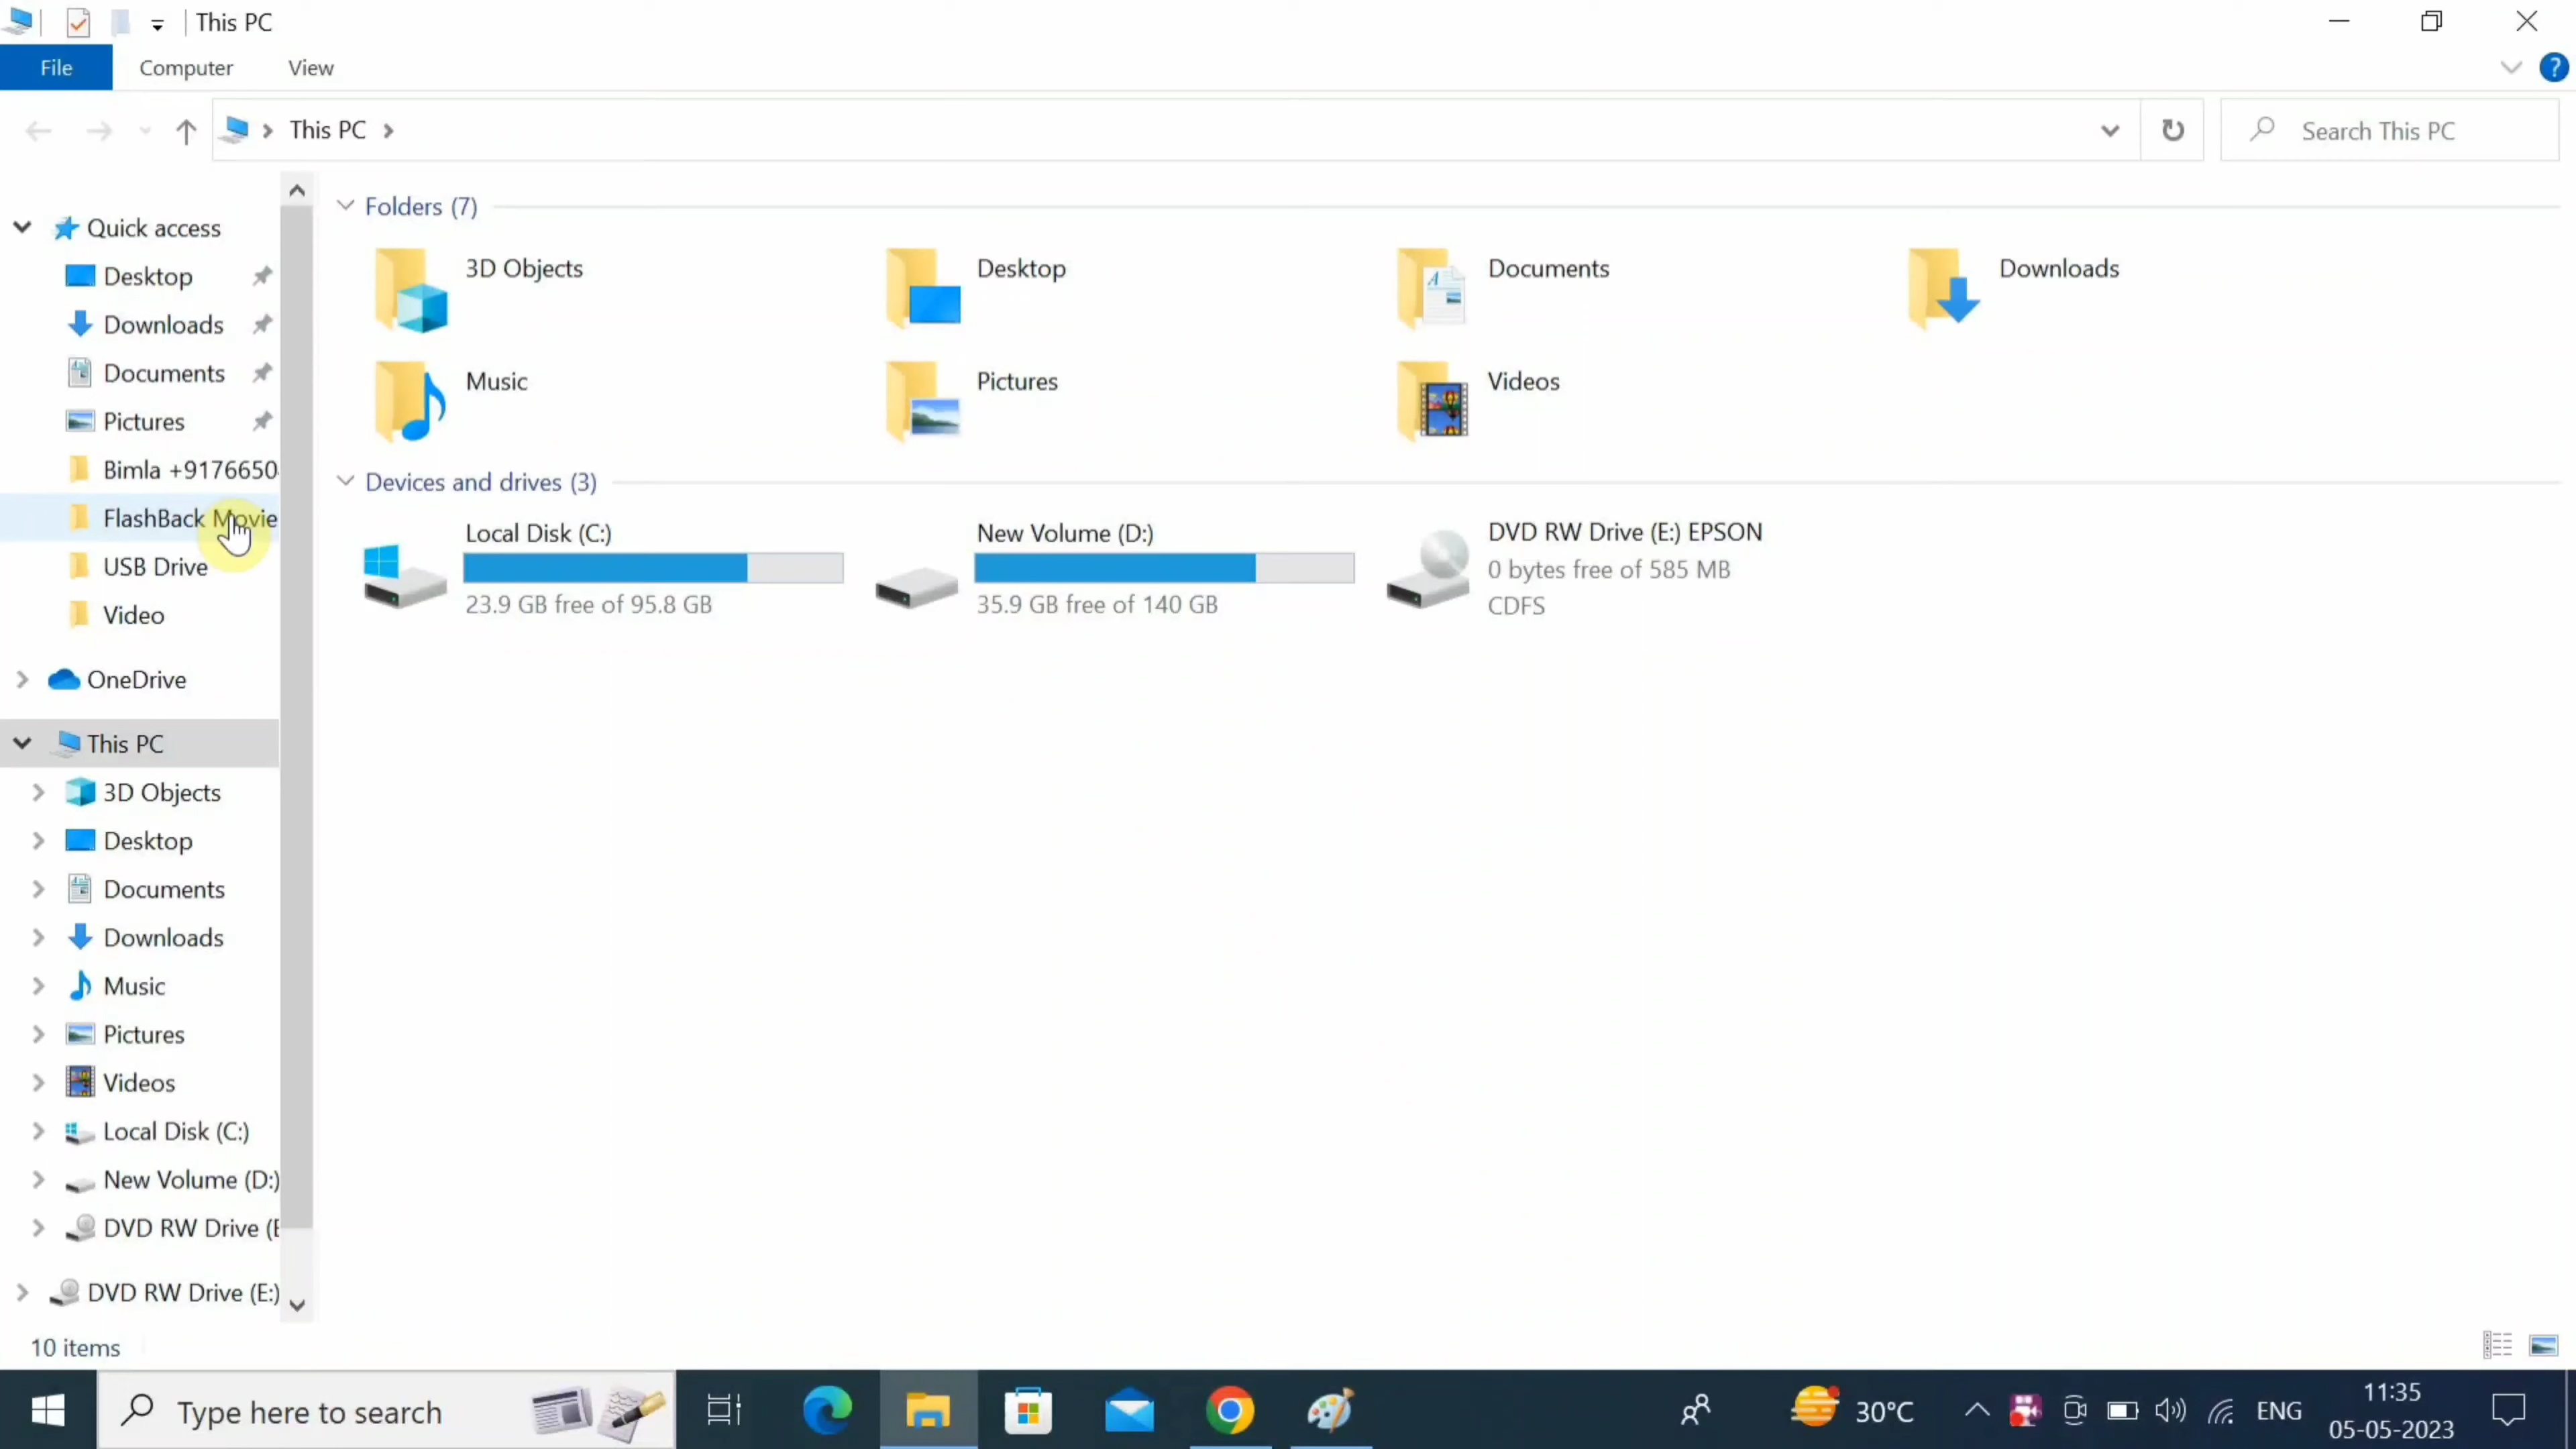 This PC
File Computer View
This PC
Search This PC
Quick access
Desktop
Downloads
Documents
Pictures
Bimla +9176650
FlashBack Movie
USB Drive
Video
OneDrive
This PC
3D Objects
Desktop
Documents
Downloads
Music
Pictures
Videos
Local Disk (C:)
New Volume (D:)
DVD RW Drive (E
DVD RW Drive (E:)
Folders (7)
3D Objects
Desktop
Documents
Downloads
Music
Pictures
Videos
Devices and drives (3)
Local Disk (C:)
23.9 GB free of 95.8 GB
New Volume (D:)
35.9 GB free of 140 GB
DVD RW Drive (E:) EPSON
0 bytes free of 585 MB
CDFS
10 items
Type here to search
30°C
ENG
11:35
05-05-2023